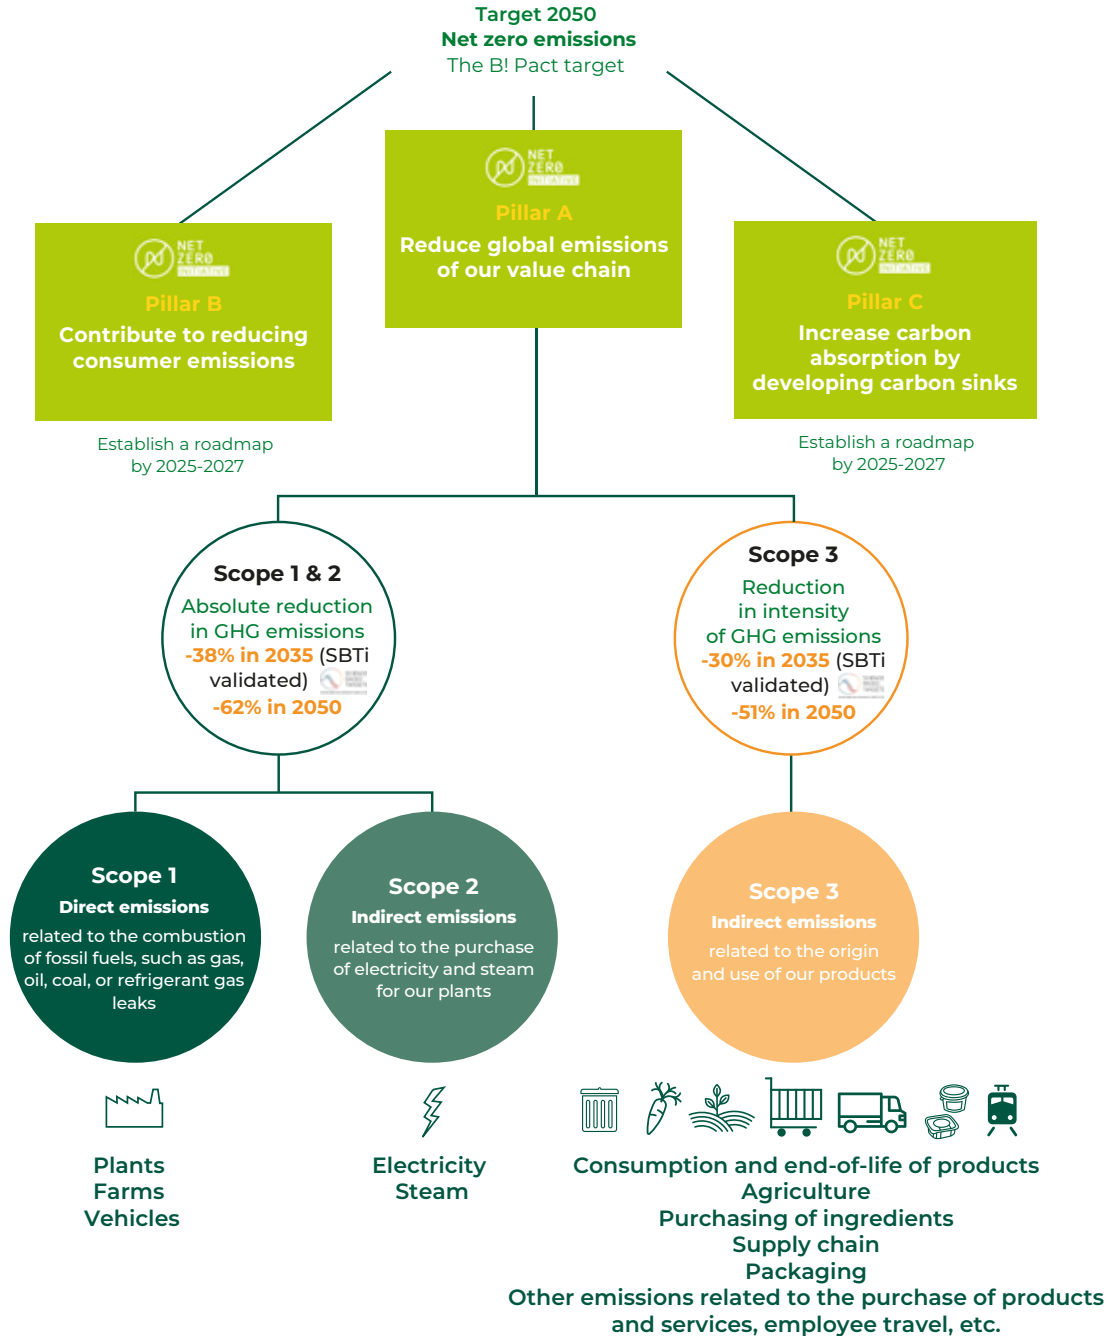 Target 2050
Net zero emissions
The B! Pact target
NET
ZERO
INITIATIVE
Pillar A
Reduce global emissions
of our value chain
NET
ZERO
INITIATIVE
Pillar B
Contribute to reducing
consumer emissions
Establish a roadmap
by 2025-2027
NET
ZERO
INITIATIVE
Pillar C
Increase carbon
absorption by
developing carbon sinks
Establish a roadmap
by 2025-2027
Scope 1 & 2
Absolute reduction
in GHG emissions
-38% in 2035 (SBTi
validated)
-62% in 2050
Scope 3
Reduction
in intensity
of GHG emissions
-30% in 2035 (SBTi
validated)
-51% in 2050
Scope 1
Direct emissions
related to the combustion
of fossil fuels, such as gas,
oil, coal, or refrigerant gas
leaks
Scope 2
Indirect emissions
related to the purchase
of electricity and steam
for our plants
Scope 3
Indirect emissions
related to the origin
and use of our products
Plants
Farms
Vehicles
Electricity
Steam
Consumption and end-of-life of products
Agriculture
Purchasing of ingredients
Supply chain
Packaging
Other emissions related to the purchase of products
and services, employee travel, etc.